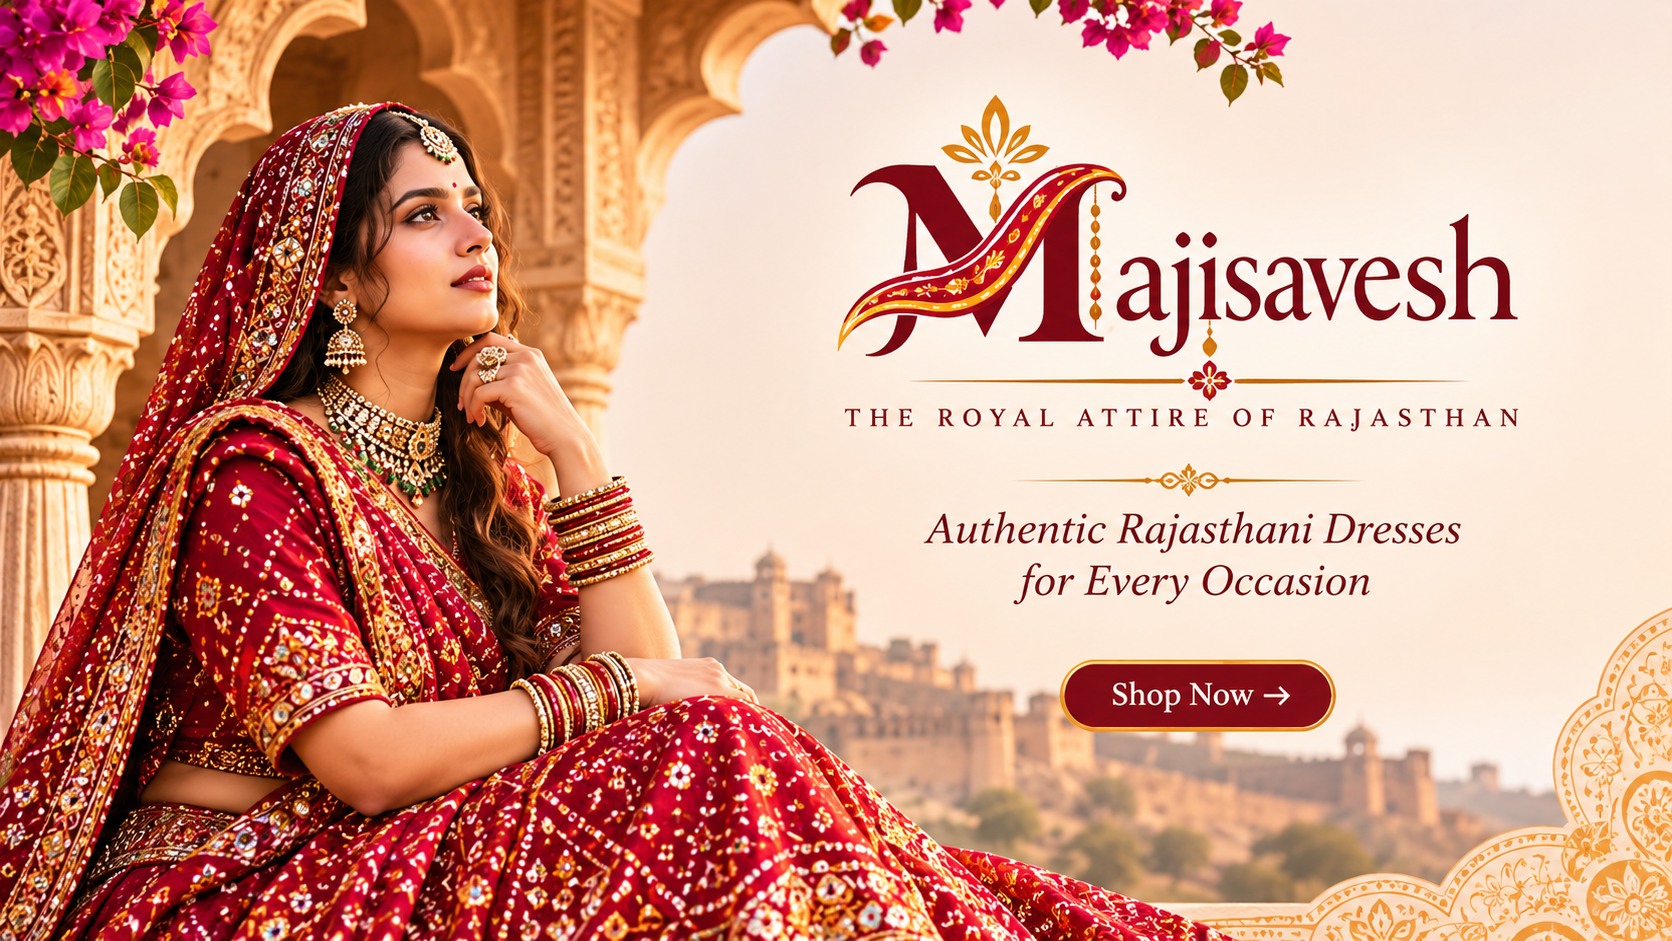 Majisavesh
THE ROYAL ATTIRE OF RAJASTHAN
Authentic Rajasthani Dresses
for Every Occasion
Shop Now →